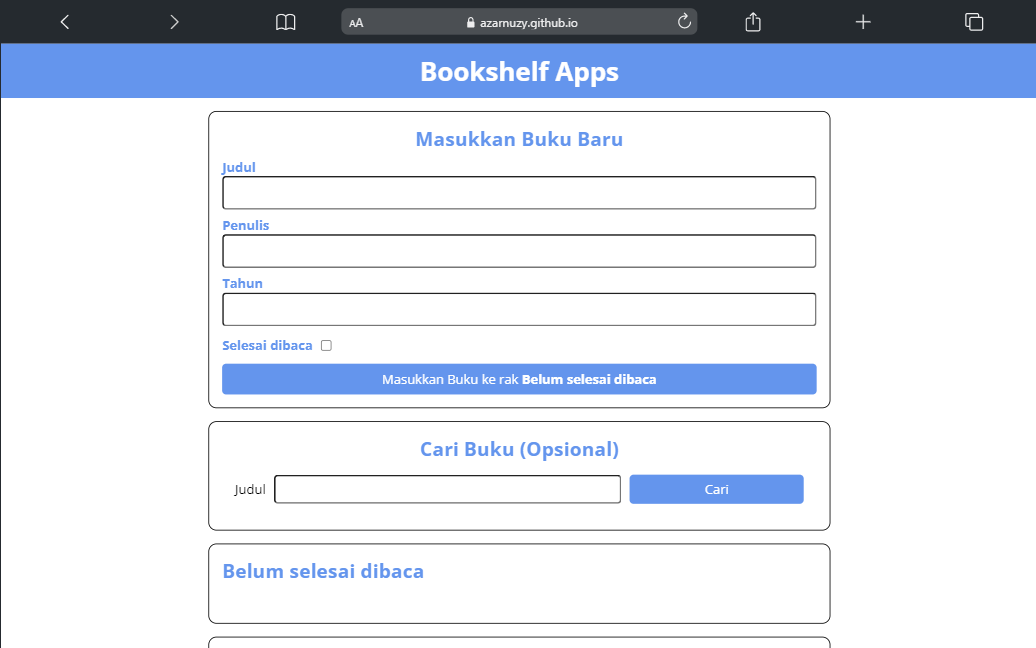 AA azamuzy.github.io
Bookshelf Apps
Masukkan Buku Baru
Judul
Penulis
Tahun
Selesai dibaca
Masukkan Buku ke rak Belum selesai dibaca
Cari Buku (Opsional)
Judul Cari
Belum selesai dibaca